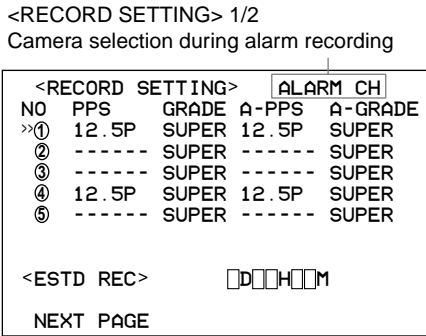 <RECORD SETTING> 1/2
Camera selection during alarm recording
<RECORD SETTING> ALARM CH
NO PPS GRADE A-PPS A-GRADE
»① 12.5P SUPER 12.5P SUPER
② ------ SUPER ------ SUPER
③ ------ SUPER ------ SUPER
④ 12.5P SUPER 12.5P SUPER
⑤ ------ SUPER ------ SUPER
<ESTD REC> □D□□H□□M
NEXT PAGE